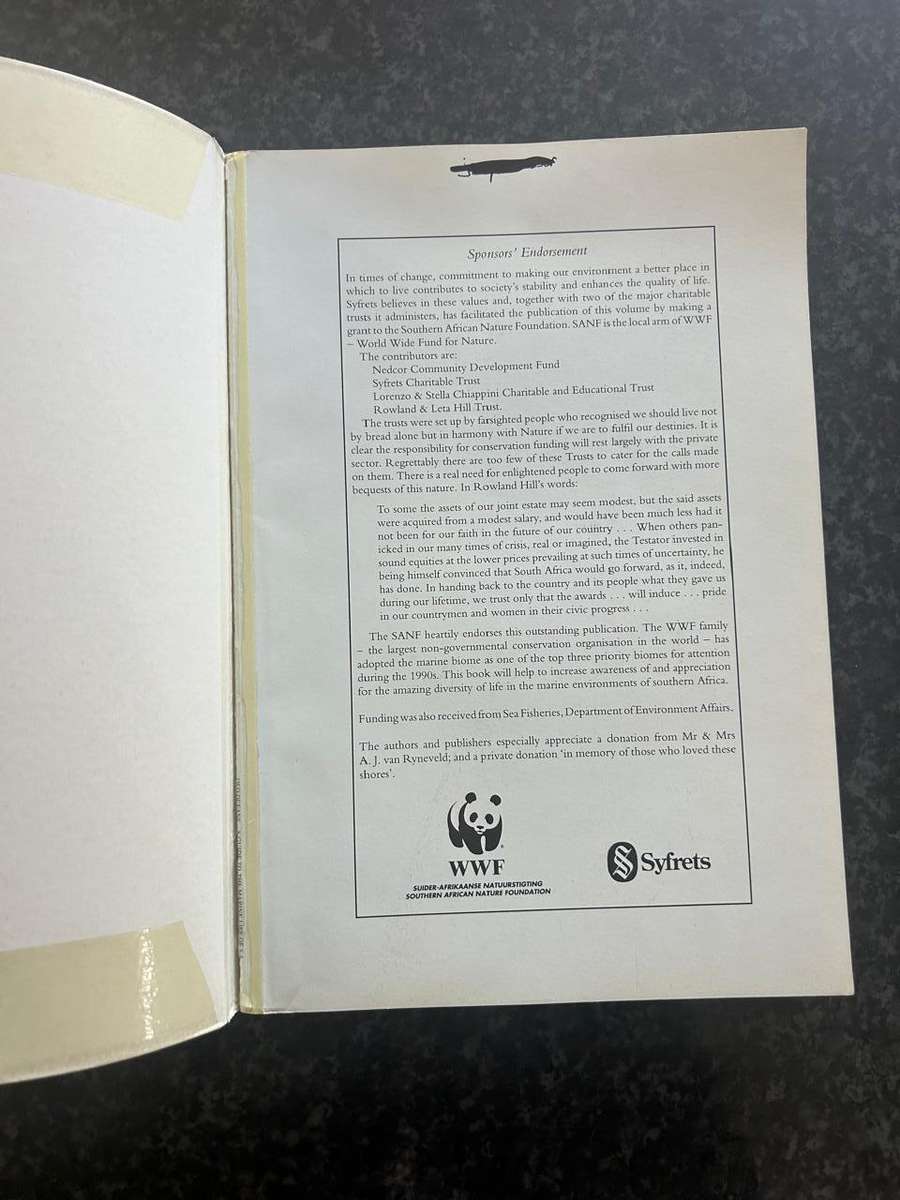 Sponsors' Endorsement
In times of change, commitment to making our environment a better place in
which to live contributes to society's stability and enhances the quality of life.
Syfrets believes in these values and, together with two of the major charitable
trusts it administers, has facilitated the publication of this volume by making a
grant to the Southern African Nature Foundation. SANF is the local arm of WWF
– World Wide Fund for Nature.
The contributors are:
Nedcor Community Development Fund
Syfrets Charitable Trust
Lorenzo & Stella Chiappini Charitable and Educational Trust
Rowland & Leta Hill Trust.
The trusts were set up by farsighted people who recognised we should live not
by bread alone but in harmony with Nature if we are to fulfil our destinies. It is
clear the responsibility for conservation funding will rest largely with the private
sector. Regrettably there are too few of these Trusts to cater for the calls made
on them. There is a real need for enlightened people to come forward with more
bequests of this nature. In Rowland Hill's words:
To some the assets of our joint estate may seem modest, but the said assets
were acquired from a modest salary, and would have been much less had it
not been for our faith in the future of our country . . . When others pan-
icked in our many times of crisis, real or imagined, the Testator invested in
sound equities at the lower prices prevailing at such times of uncertainty, he
being himself convinced that South Africa would go forward, as it, indeed,
has done. In handing back to the country and its people what they gave us
during our lifetime, we trust only that the awards . . . will induce . . . pride
in our countrymen and women in their civic progress . . .
The SANF heartily endorses this outstanding publication. The WWF family
– the largest non-governmental conservation organisation in the world – has
adopted the marine biome as one of the top three priority biomes for attention
during the 1990s. This book will help to increase awareness of and appreciation
for the amazing diversity of life in the marine environments of southern Africa.
Funding was also received from Sea Fisheries, Department of Environment Affairs.
The authors and publishers especially appreciate a donation from Mr & Mrs
A. J. van Ryneveld; and a private donation 'in memory of those who loved these
shores'.
WWF
SUIDER-AFRIKAANSE NATUURSTIGTING
SOUTHERN AFRICAN NATURE FOUNDATION
S Syfrets